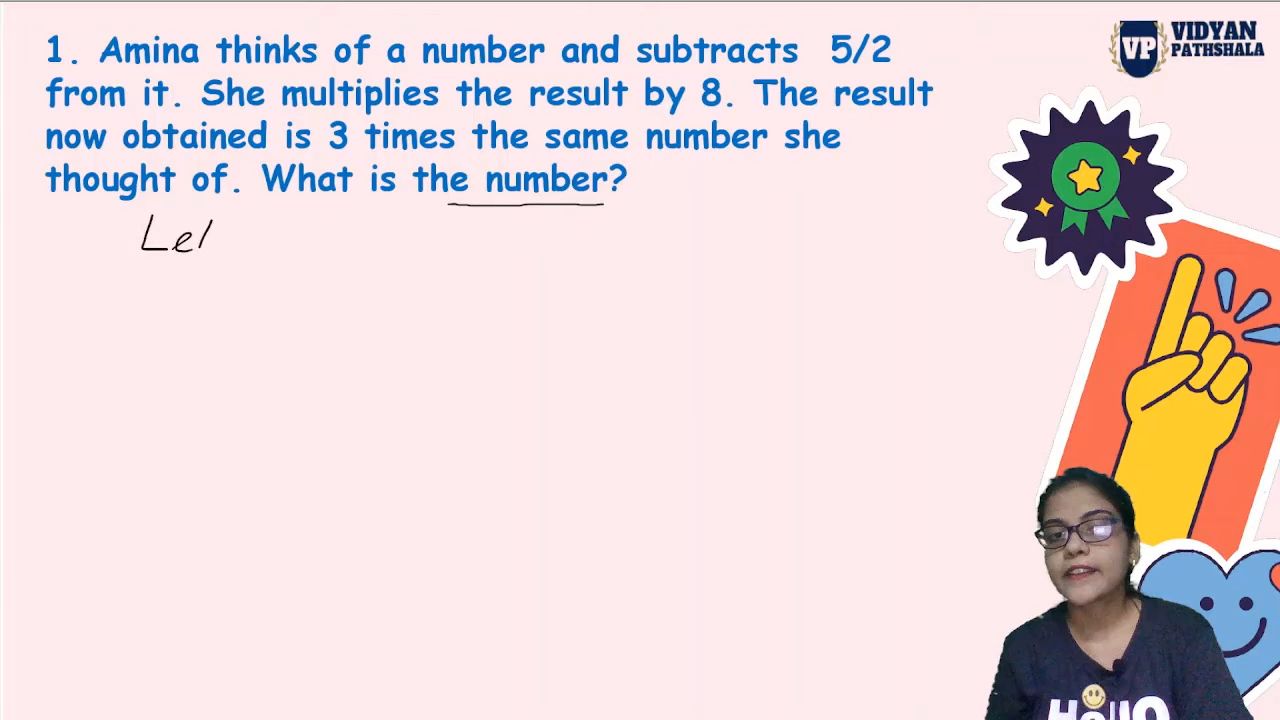 1. Amina thinks of a number and subtracts 5/2
from it. She multiplies the result by 8. The result
now obtained is 3 times the same number she
thought of. What is the number?
Let
VP
VIDYAN
PATHSHALA